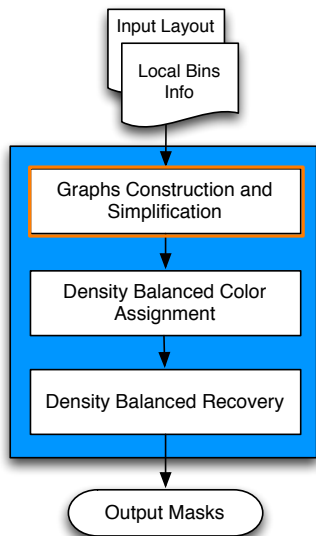 Input Layout
Local Bins
Info
Graphs Construction and
Simplification
Density Balanced Color
Assignment
Density Balanced Recovery
Output Masks